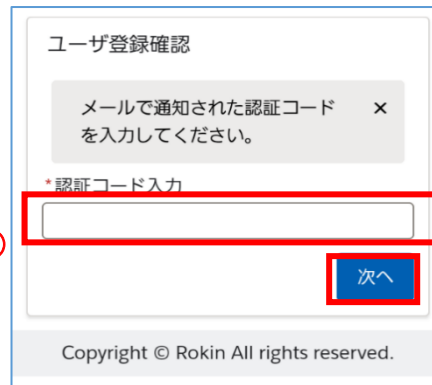 ユーザ登録確認
メールで通知された認証コード ×
を入力してください。
*認証コード入力
次へ
Copyright © Rokin All rights reserved.